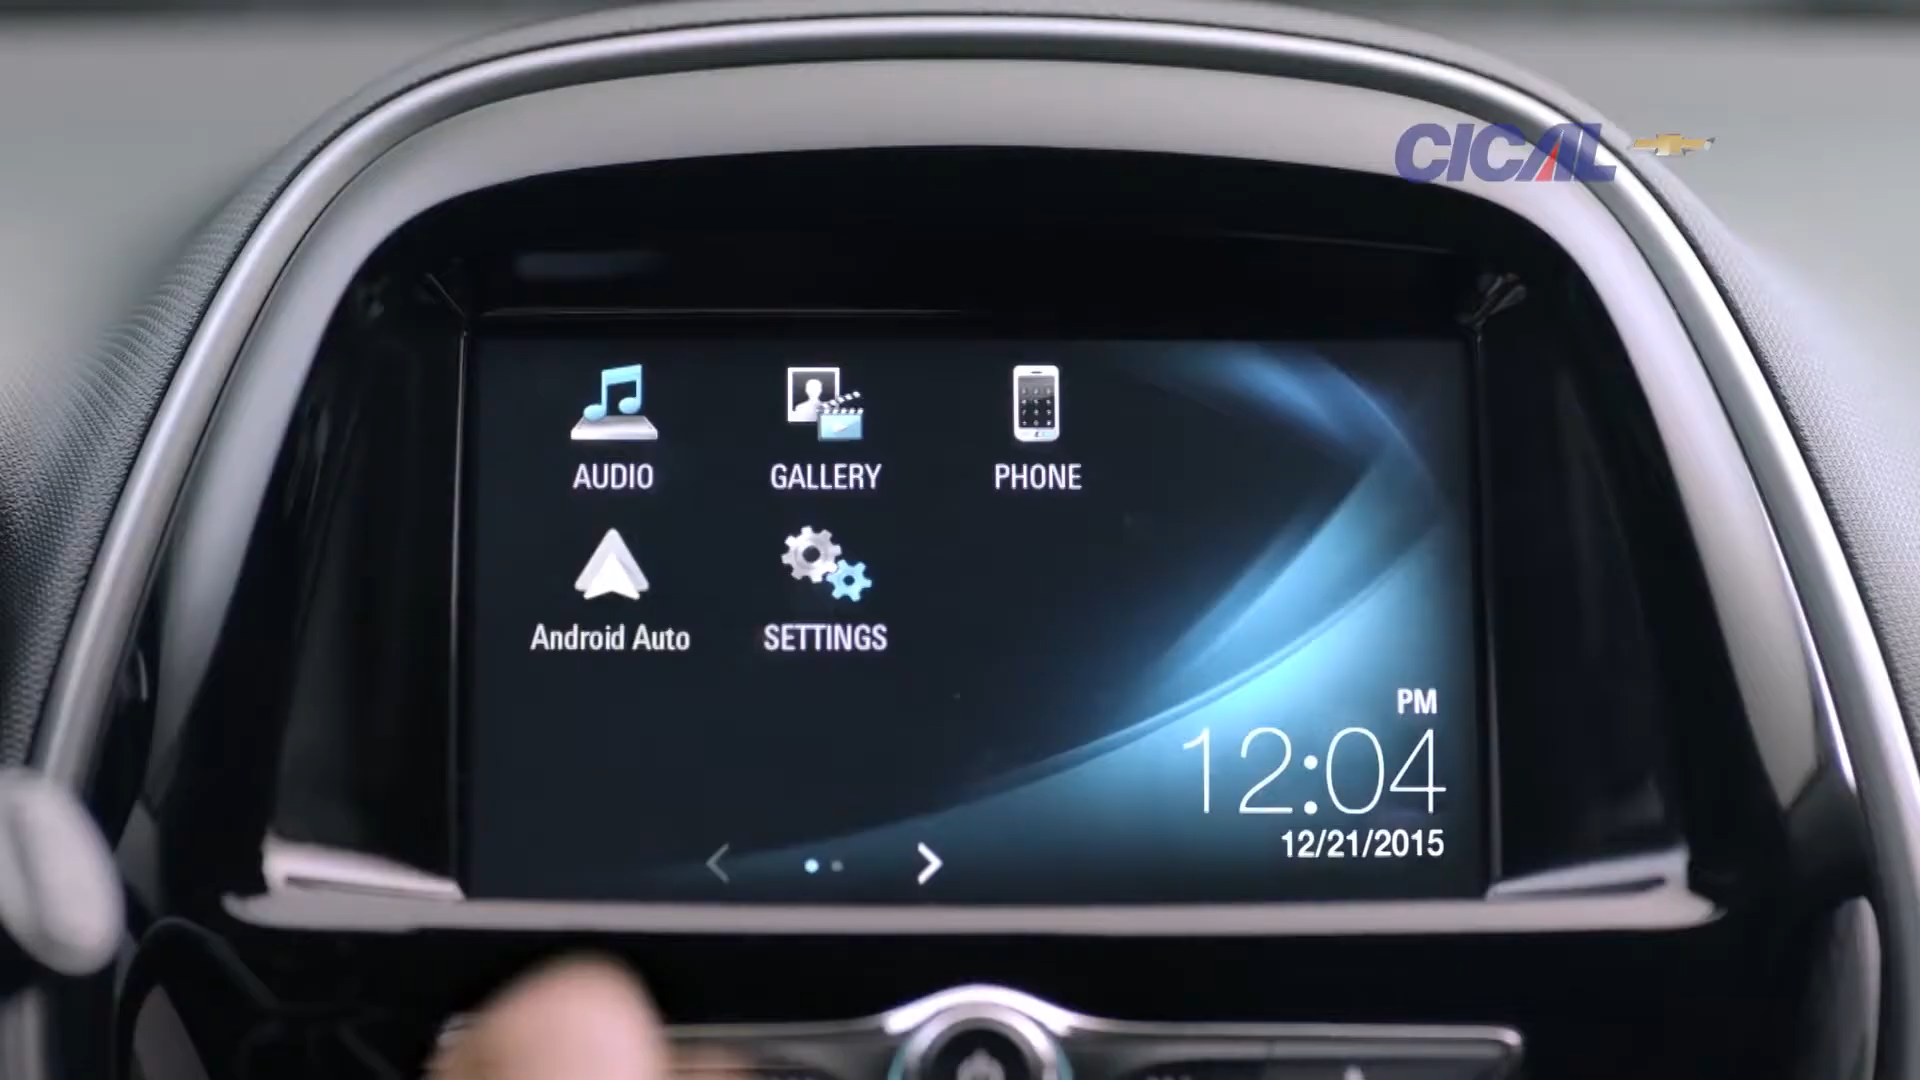 CICAL
AUDIO
GALLERY
PHONE
Android Auto
SETTINGS
PM
12:04
12/21/2015